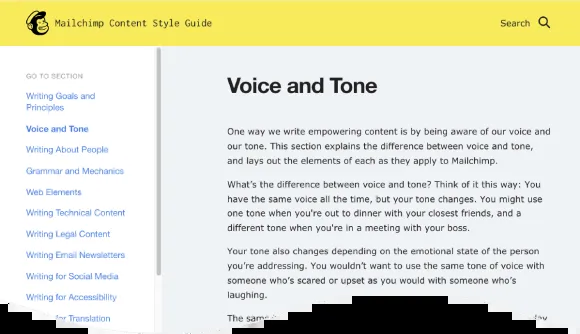 Mailchimp Content Style Guide
Search
GO TO SECTION
Writing Goals and
Principles
Voice and Tone
Writing About People
Grammar and Mechanics
Web Elements
Writing Technical Content
Writing Legal Content
Writing Email Newsletters
Writing for Social Media
Writing for Accessibility
for Translation
Voice and Tone
One way we write empowering content is by being aware of our voice and
our tone. This section explains the difference between voice and tone,
and lays out the elements of each as they apply to Mailchimp.
What's the difference between voice and tone? Think of it this way: You
have the same voice all the time, but your tone changes. You might use
one tone when you're out to dinner with your closest friends, and a
different tone when you're in a meeting with your boss.
Your tone also changes depending on the emotional state of the person
you're addressing. You wouldn't want to use the same tone of voice with
someone who's scared or upset as you would with someone who's
laughing.
The same